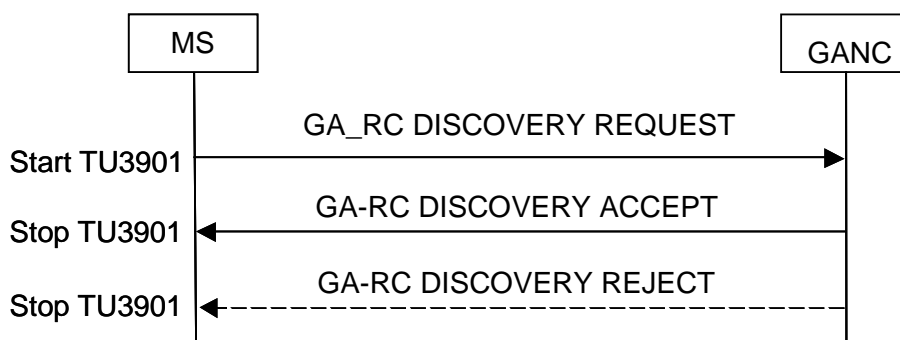 MS
GANC
GA_RC DISCOVERY REQUEST
Start TU3901
GA-RC DISCOVERY ACCEPT
Stop TU3901
GA-RC DISCOVERY REJECT
Stop TU3901